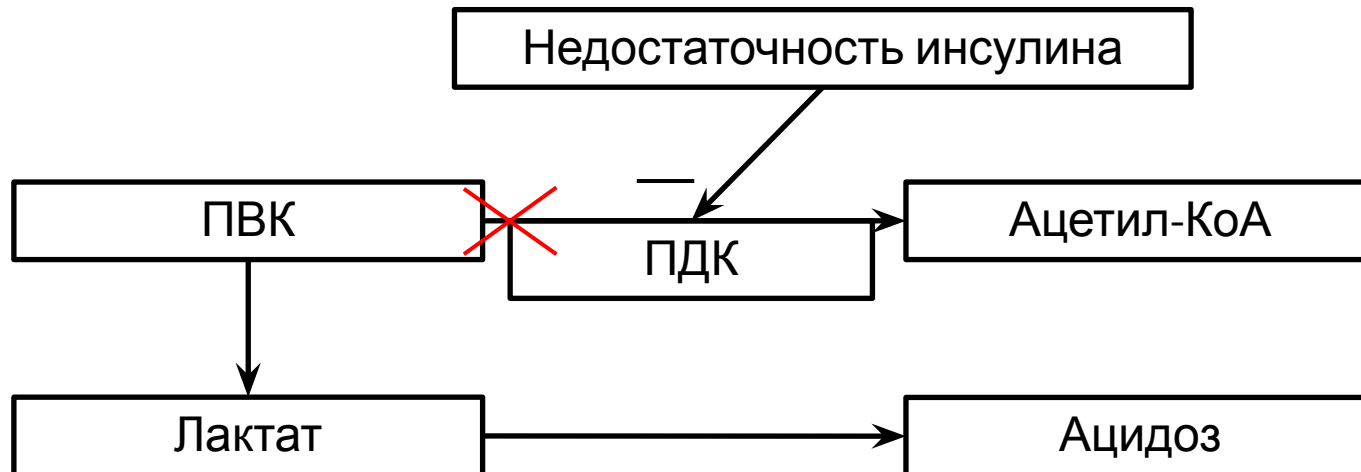 Недостаточность инсулина
ПВК
Ацетил-КоА
ПДК
Лактат
Ацидоз